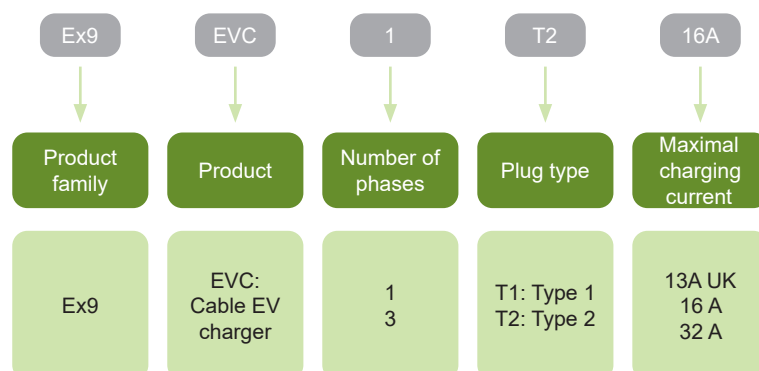 Ex9
EVC
1
T2
16A
Product
family
Product
Number of
phases
Plug type
Maximal
charging
current
Ex9
EVC:
Cable EV
charger
1
3
T1: Type 1
T2: Type 2
13A UK
16 A
32 A